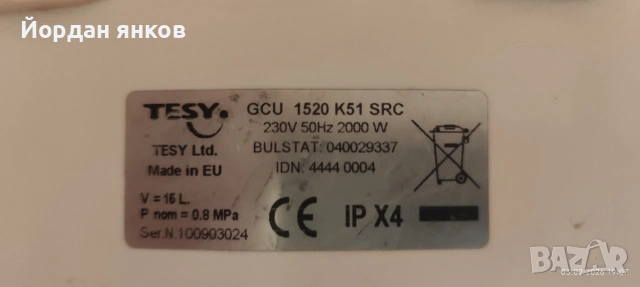 Йордан янков
TESY
GCU 1520 K51 SRC
230V 50Hz 2000 W
TESY Ltd.
BULSTAT: 040029337
Made in EU
IDN: 4444 0004
V = 15 L.
P nom = 0.8 MPa
CE IP X4
Ser.N.100903024
BAZAR